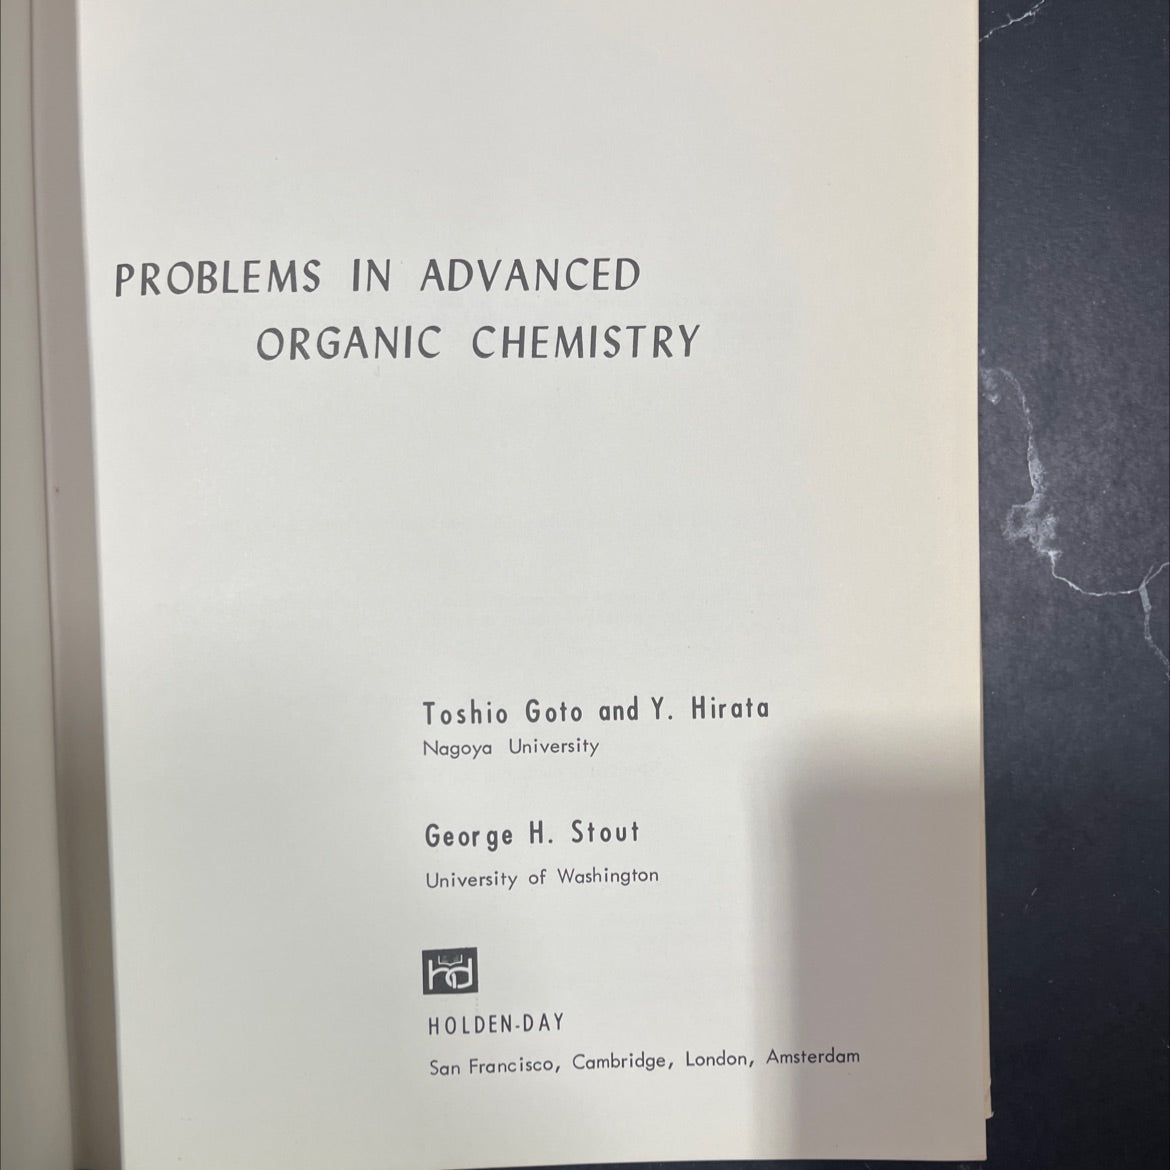 PROBLEMS IN ADVANCED
ORGANIC CHEMISTRY
Toshio Goto and Y. Hirata
Nagoya University
George H. Stout
University of Washington
hd
HOLDEN-DAY
San Francisco, Cambridge, London, Amsterdam